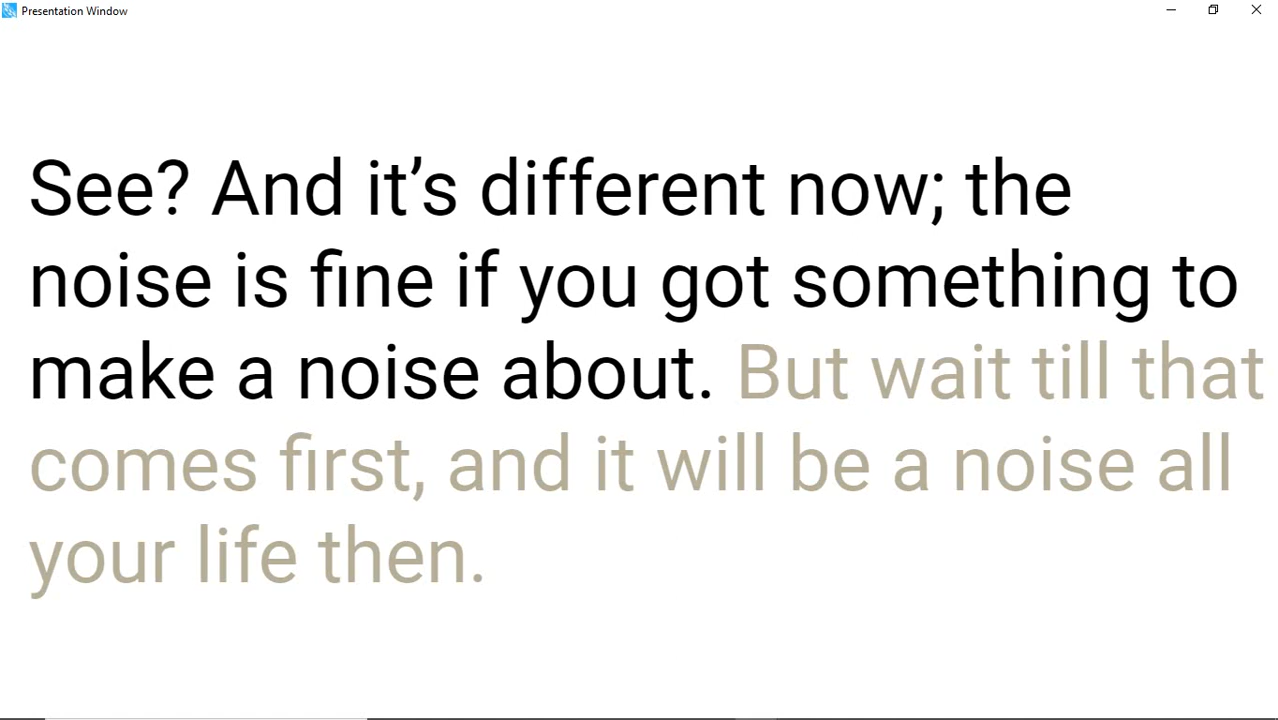 Presentation Window
See? And it’s different now; the
noise is fine if you got something to
make a noise about. But wait till that
comes first, and it will be a noise all
your life then.